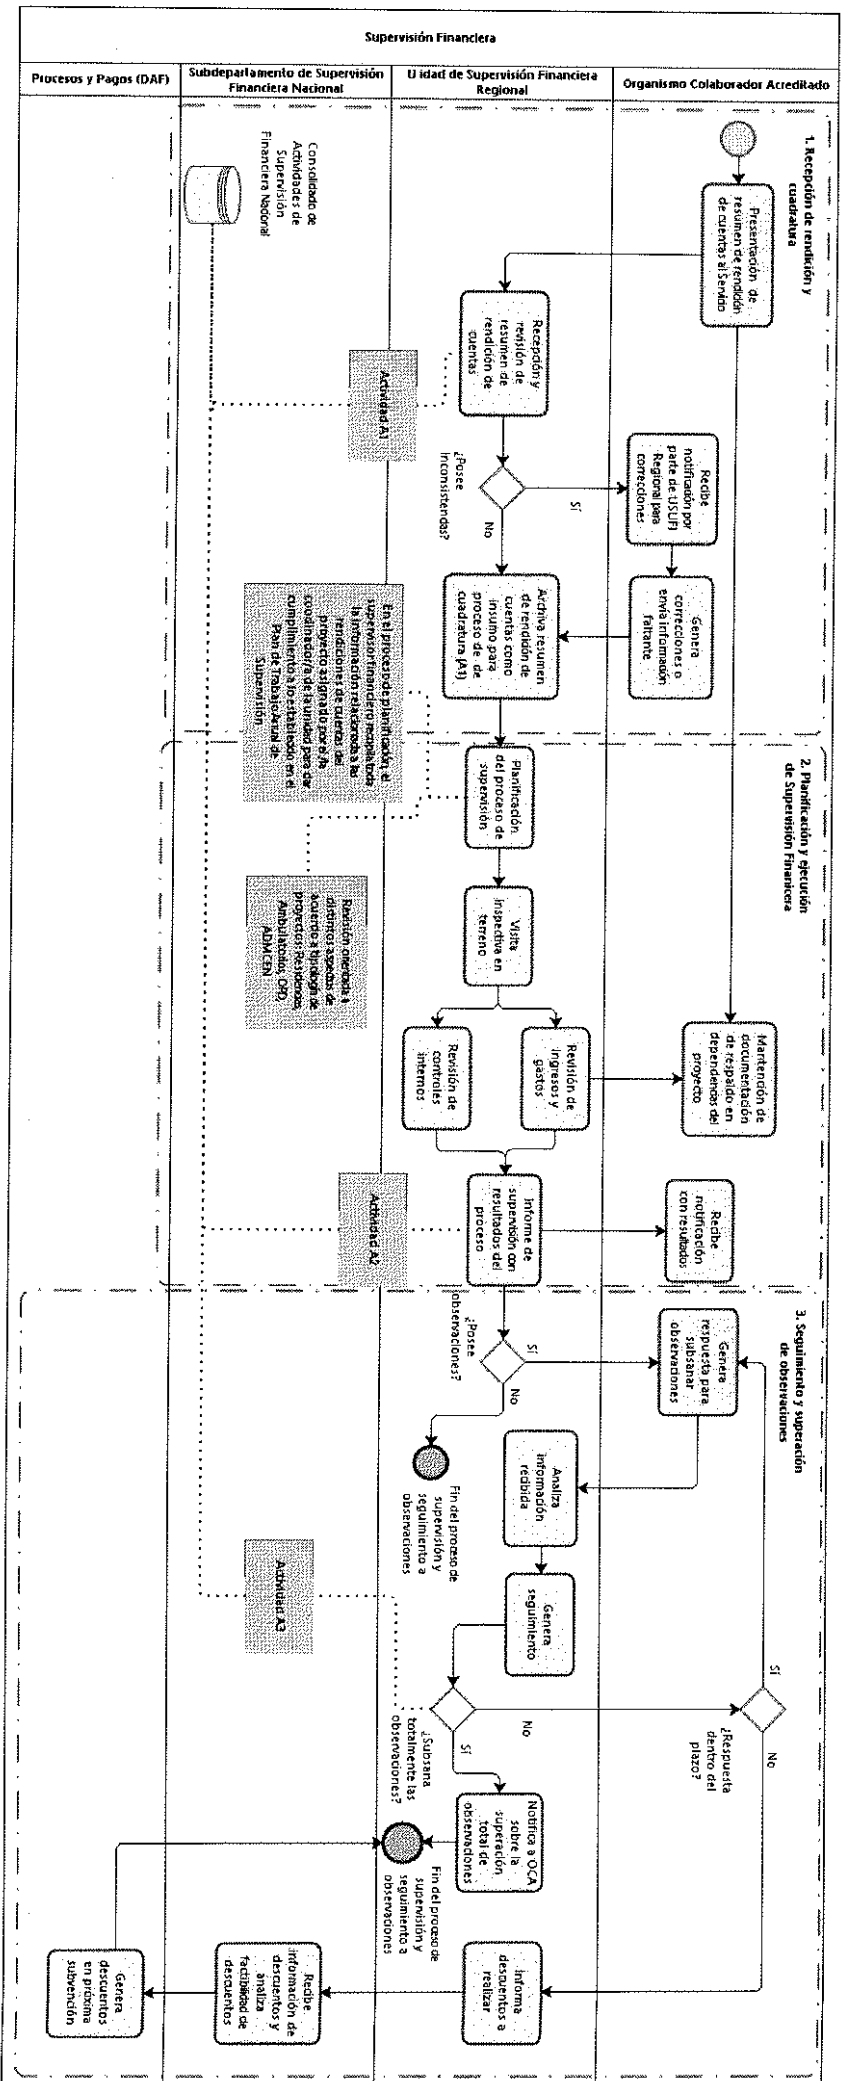 Supervisión Financiera
Procesos y Pagos (DAF)
Subdepartamento de Supervisión
Financiera Nacional
U idad de Supervisión Financiera
Regional
Organismo Colaborador Acreditado
1. Recepción de rendición y
cuadratura
Presentación de
resumen de rendición
de cuentas al Servicio
Consolidado de
Actividades de
Supervisión
Financiera Nacional
Recepción y
revisión de
resumen de
rendición de
cuentas
Actividad A1
¿Posee
inconsistencias?
Sí
No
Recibe
notificación por
parte de USUFI
Regional para
correcciones
Genera
correcciones o
envía información
faltante
Archiva resumen
de rendición de
cuentas como
insumo para
proceso de de
cuadratura (A1)
En el proceso de planificación, el
supervisor financiero recopila toda
la información relacionada a las
rendiciones de cuentas del
proyecto asignado por el/la
coordinador/a de la unidad para dar
cumplimiento a lo establecido en el
Plan de Trabajo Anual de
Supervisión.
2. Planificación y ejecución
de Supervisión Finanicera
Planificación
del proceso de
supervisión
Revisión orientada a
distintos aspectos de
acuerdo a tipología de
proyectos: Residencias,
Ambulatorios, OPD,
ADMCEN
Visita
inspectiva en
terreno
Revisión de
ingresos y
gastos
Revisión de
controles
internos
Mantención de
documentación
de respaldo en
dependencias del
proyecto
Informe de
supervisión con
resultados del
proceso
Actividad A2
Recibe
notificación
con resultados
3. Seguimiento y superación
de observaciones
¿Posee
observaciones?
Sí
No
Genera
respuesta para
subsanar
observaciones
Fin del proceso de
supervisión y
seguimiento a
observaciones
Analiza
información
recibida
Genera
seguimiento
Actividad A3
¿Subsana
totalmente las
observaciones?
No
Sí
¿Respuesta
dentro del
plazo?
Sí
No
Notifica a OCA
sobre la
superación
total de
observaciones
Fin del proceso de
supervisión y
seguimiento a
observaciones
Informa
descuentos a
realizar
Recibe
información de
descuentos y
analiza
factibilidad de
descuentos
Genera
descuentos
en próxima
subvención